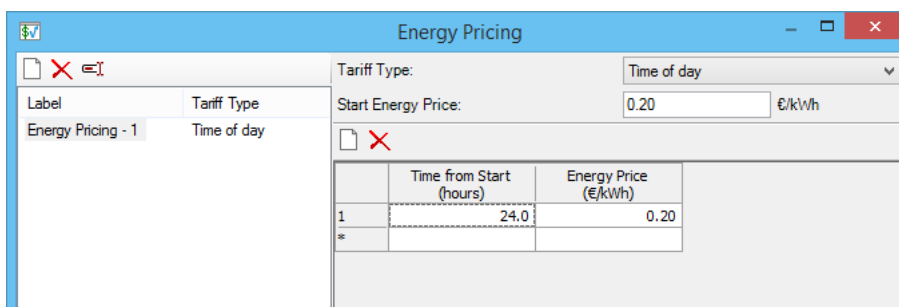 Energy Pricing
Tariff Type: Time of day
Label Tariff Type
Start Energy Price: 0.20 €/kWh
Energy Pricing - 1 Time of day
Time from Start (hours) Energy Price (€/kWh)
1 24.0 0.20
*